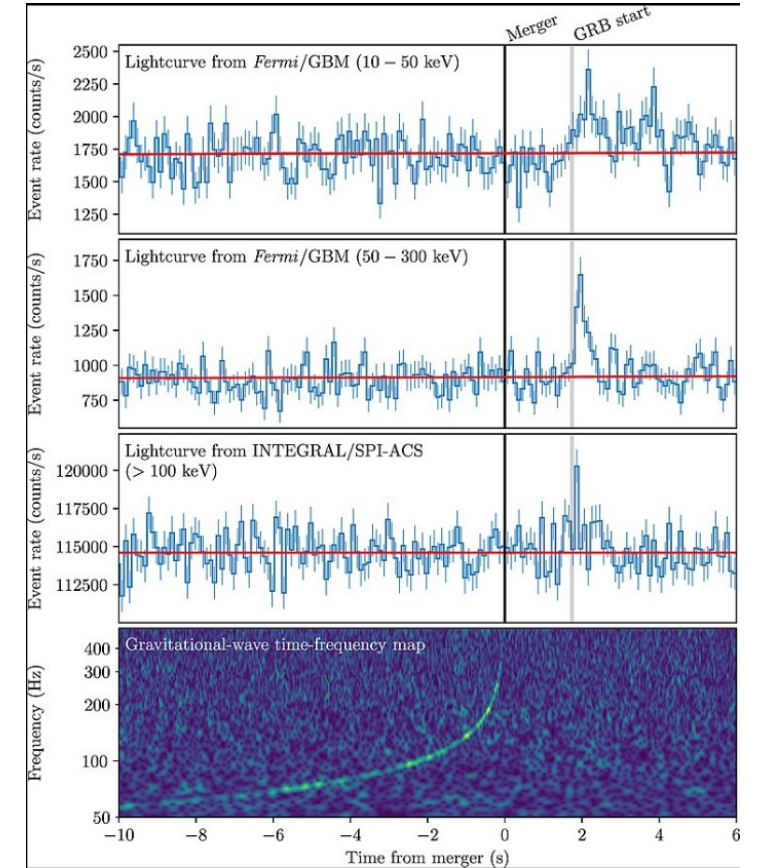 Merger
GRB start
2500
2250
2000
1750
1500
1250
Event rate (counts/s)
Lightcurve from Fermi/GBM (10 − 50 keV)
1750
1500
1250
1000
750
Event rate (counts/s)
Lightcurve from Fermi/GBM (50 − 300 keV)
120000
117500
115000
112500
Event rate (counts/s)
Lightcurve from INTEGRAL/SPI-ACS
(> 100 keV)
400
300
200
100
50
Frequency (Hz)
Gravitational-wave time-frequency map
−10 −8 −6 −4 −2 0 2 4 6
Time from merger (s)